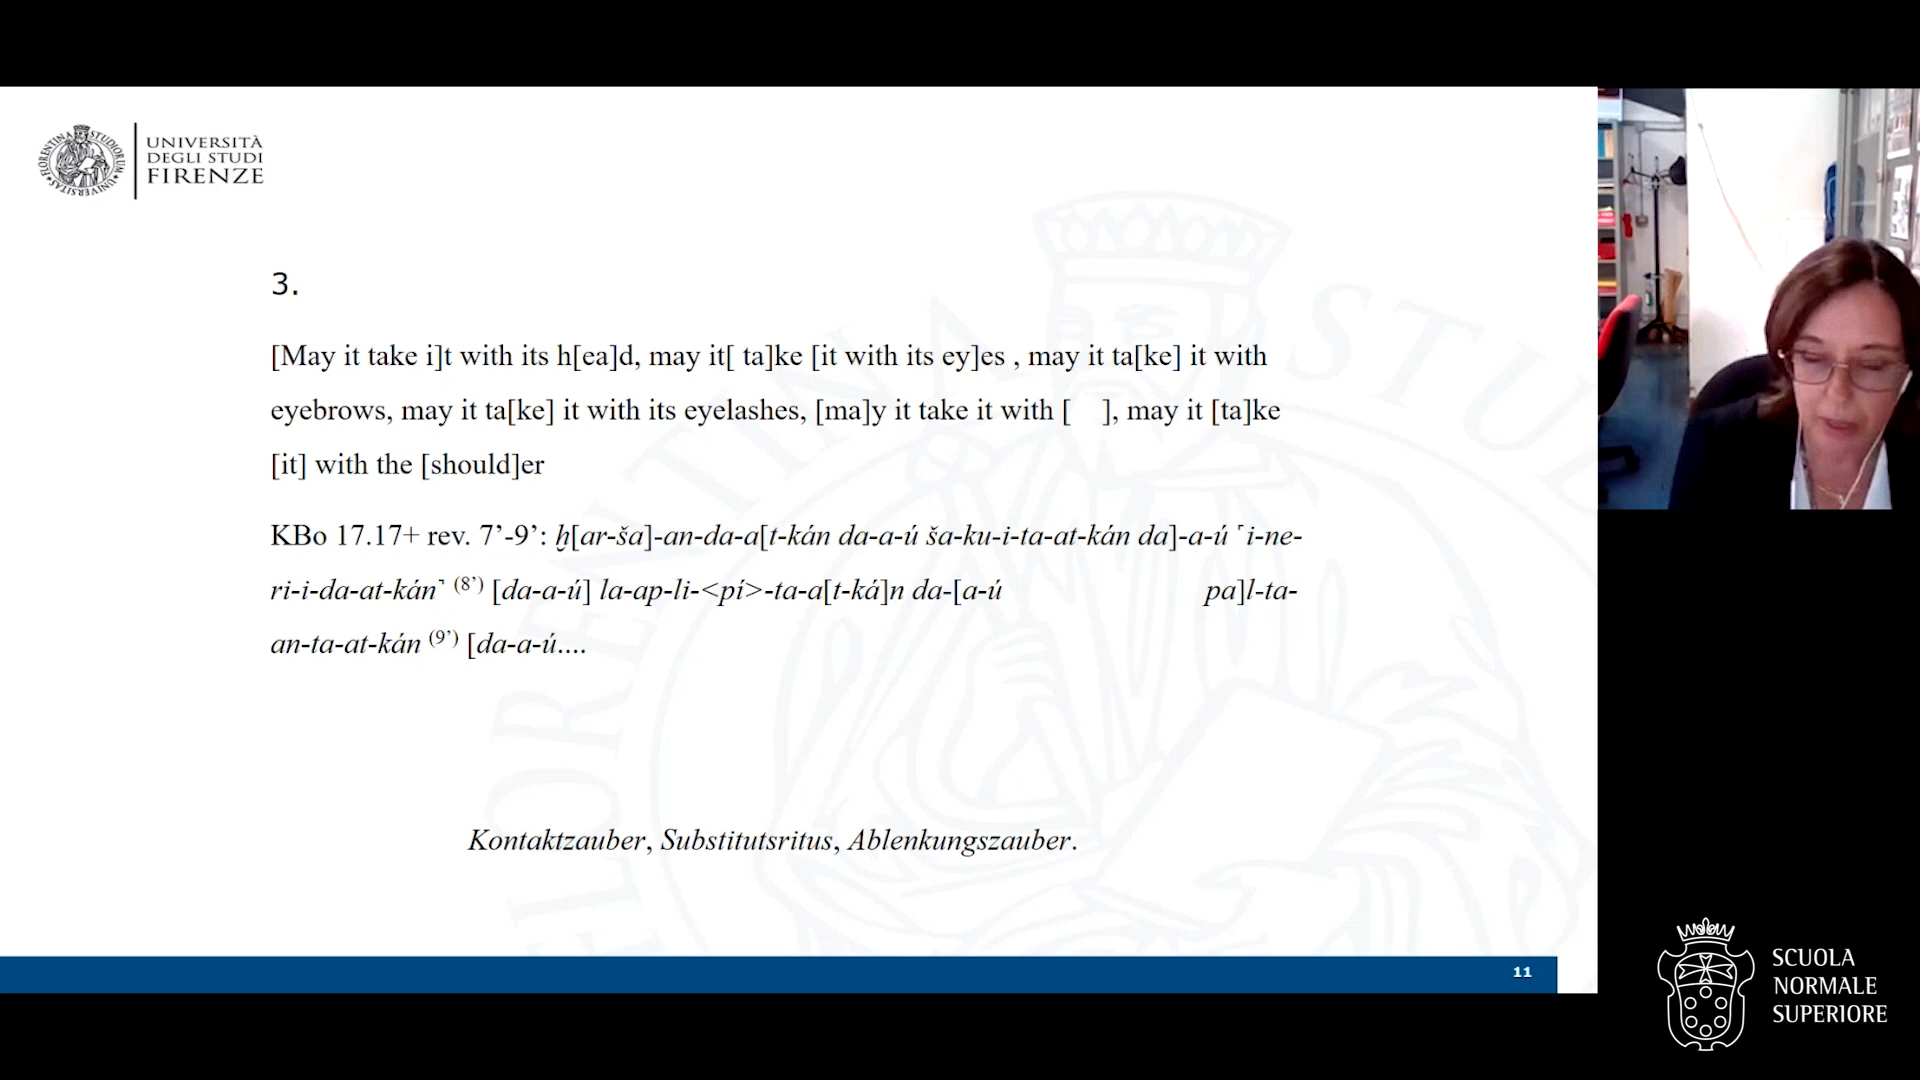 UNIVERSITÀ
DEGLI STUDI
FIRENZE
3.
[May it take i]t with its h[ea]d, may it[ ta]ke [it with its ey]es , may it ta[ke] it with
eyebrows, may it ta[ke] it with its eyelashes, [ma]y it take it with [    ], may it [ta]ke
[it] with the [should]er
KBo 17.17+ rev. 7’-9’: ḫ[ar-ša]-an-da-a[t-kán da-a-ú ša-ku-i-ta-at-kán da]-a-ú ⸢i-ne-
ri-i-da-at-kán⸣ (8’) [da-a-ú] la-ap-li-<pí>-ta-a[t-ká]n da-[a-ú pa]l-ta-
an-ta-at-kán (9’) [da-a-ú....
Kontaktzauber, Substitutsritus, Ablenkungszauber.
11
SCUOLA
NORMALE
SUPERIORE